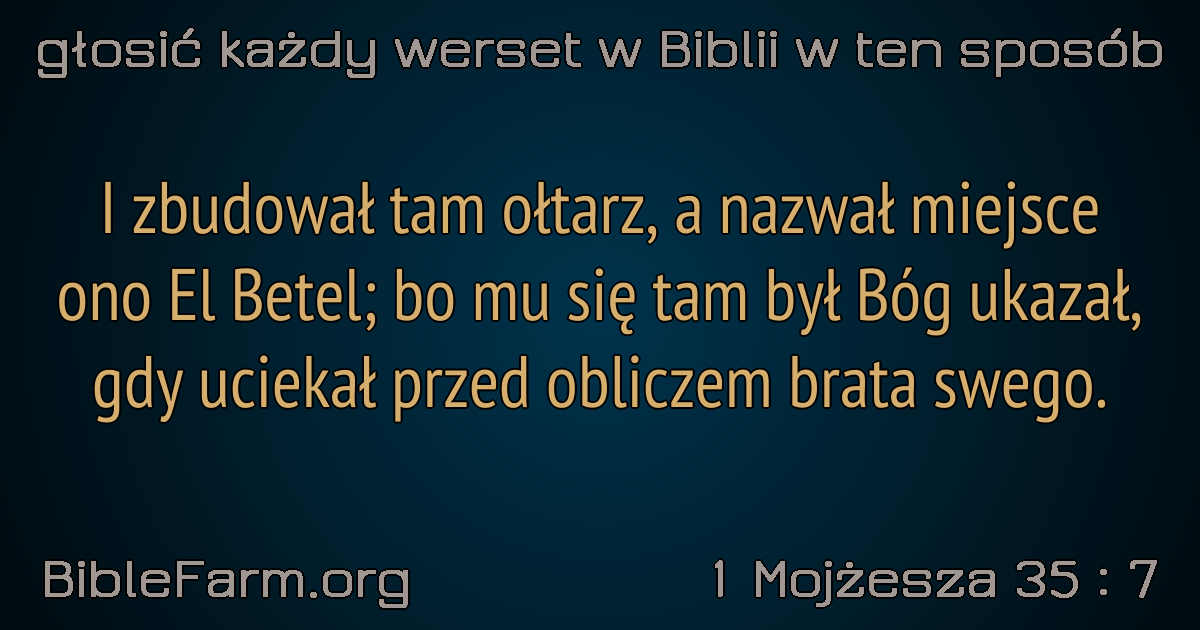 głosić każdy werset w Biblii w ten sposób
I zbudował tam ołtarz, a nazwał miejsce
ono El Betel; bo mu się tam był Bóg ukazał,
gdy uciekał przed obliczem brata swego.
BibleFarm.org
1 Mojżesza 35 : 7